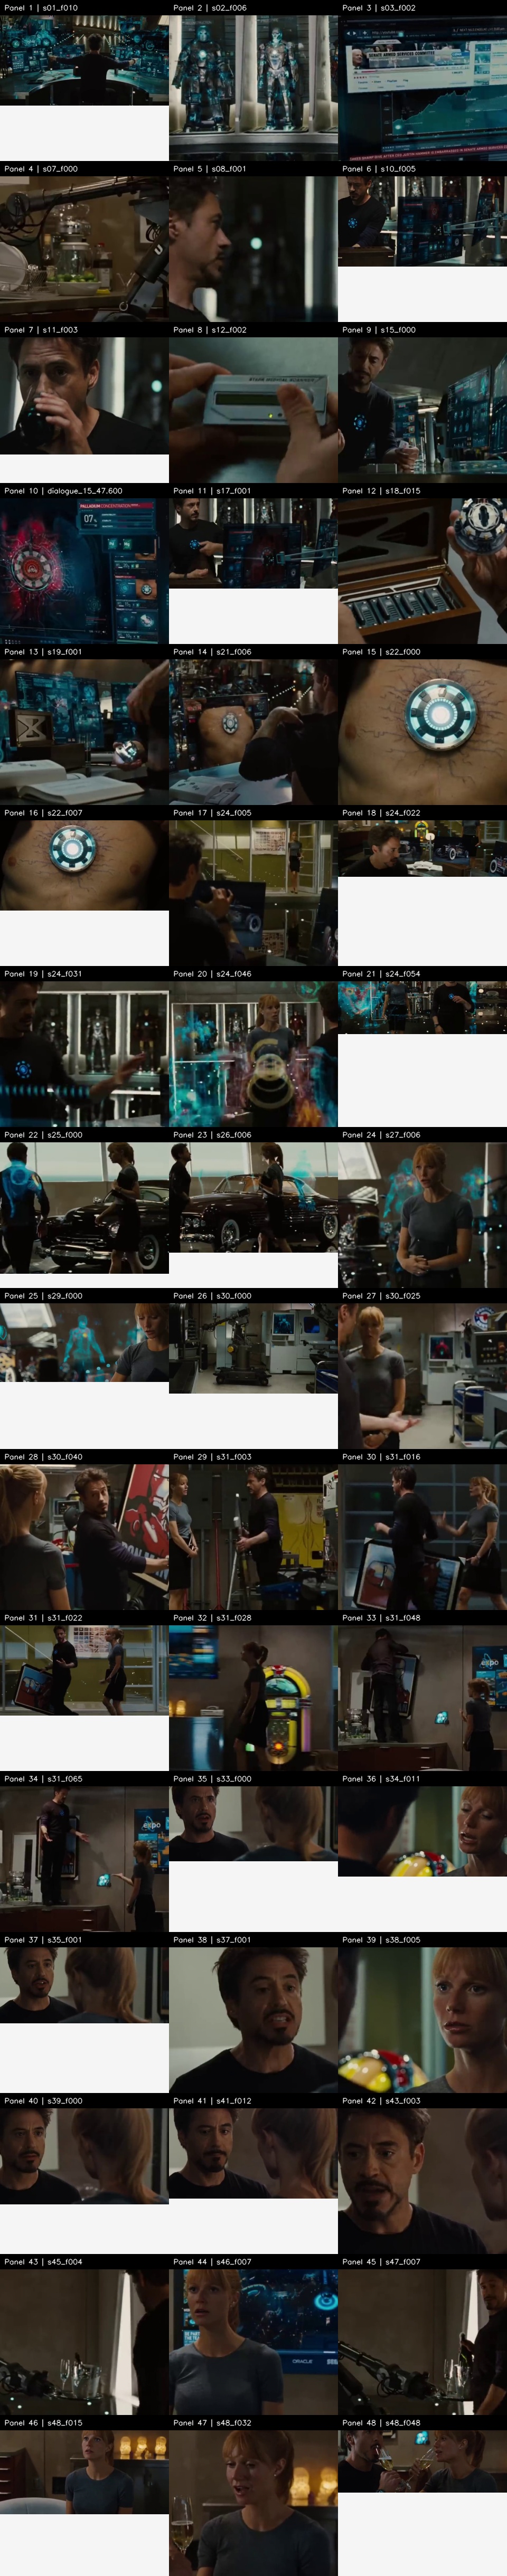 Panel 1 | s01_f010
Panel 2 | s02_f006
Panel 3 | s03_f002
Panel 4 | s07_f000
Panel 5 | s08_f001
Panel 6 | s10_f005
Panel 7 | s11_f003
Panel 8 | s12_f002
Panel 9 | s15_f000
Panel 10 | dialogue_15_47.600
PALLADIUM CONCENTRATION
07
Panel 11 | s17_f001
Panel 12 | s18_f015
Panel 13 | s19_f001
Panel 14 | s21_f006
Panel 15 | s22_f000
Panel 16 | s22_f007
Panel 17 | s24_f005
Panel 18 | s24_f022
Panel 19 | s24_f031
Panel 20 | s24_f046
Panel 21 | s24_f054
Panel 22 | s25_f000
Panel 23 | s26_f006
Panel 24 | s27_f006
Panel 25 | s29_f000
Panel 26 | s30_f000
Panel 27 | s30_f025
Panel 28 | s30_f040
Panel 29 | s31_f003
Panel 30 | s31_f016
Panel 31 | s31_f022
Panel 32 | s31_f028
Panel 33 | s31_f048
expo
Panel 34 | s31_f065
expo
Panel 35 | s33_f000
Panel 36 | s34_f011
Panel 37 | s35_f001
Panel 38 | s37_f001
Panel 39 | s38_f005
Panel 40 | s39_f000
Panel 41 | s41_f012
Panel 42 | s43_f003
Panel 43 | s45_f004
Panel 44 | s46_f007
ORACLE
Panel 45 | s47_f007
Panel 46 | s48_f015
Panel 47 | s48_f032
Panel 48 | s48_f048